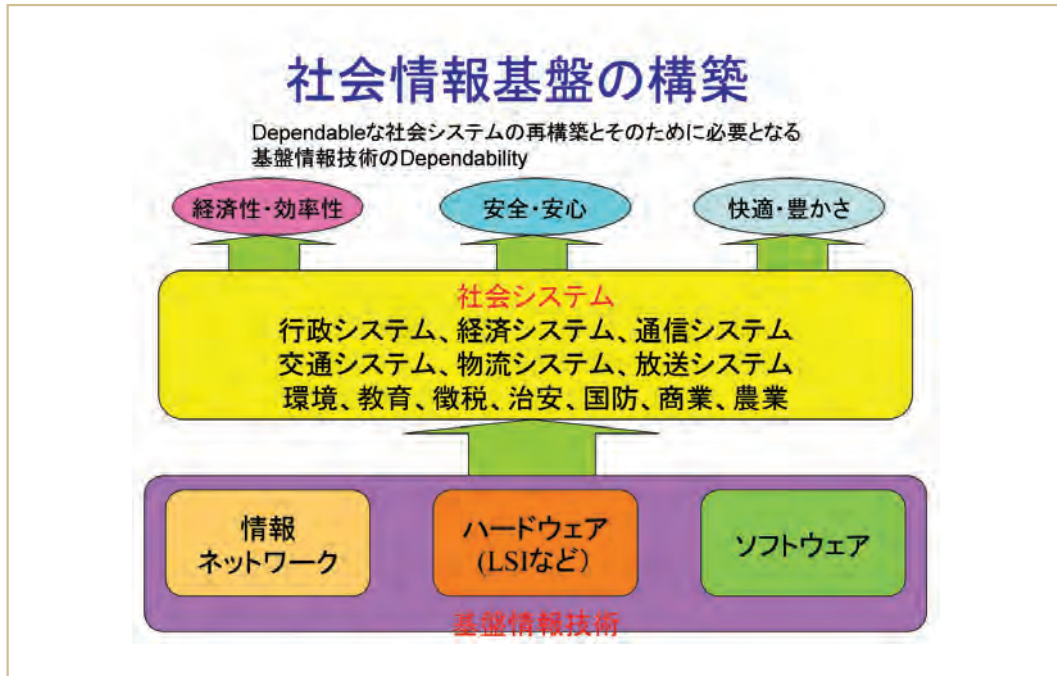 社会情報基盤の構築
Dependableな社会システムの再構築とそのために必要となる
基盤情報技術のDependability
経済性・効率性
安全・安心
快適・豊かさ
社会システム
行政システム、経済システム、通信システム
交通システム、物流システム、放送システム
環境、教育、徴税、治安、国防、商業、農業
情報
ネットワーク
ハードウェア
(LSIなど)
ソフトウェア
基盤情報技術